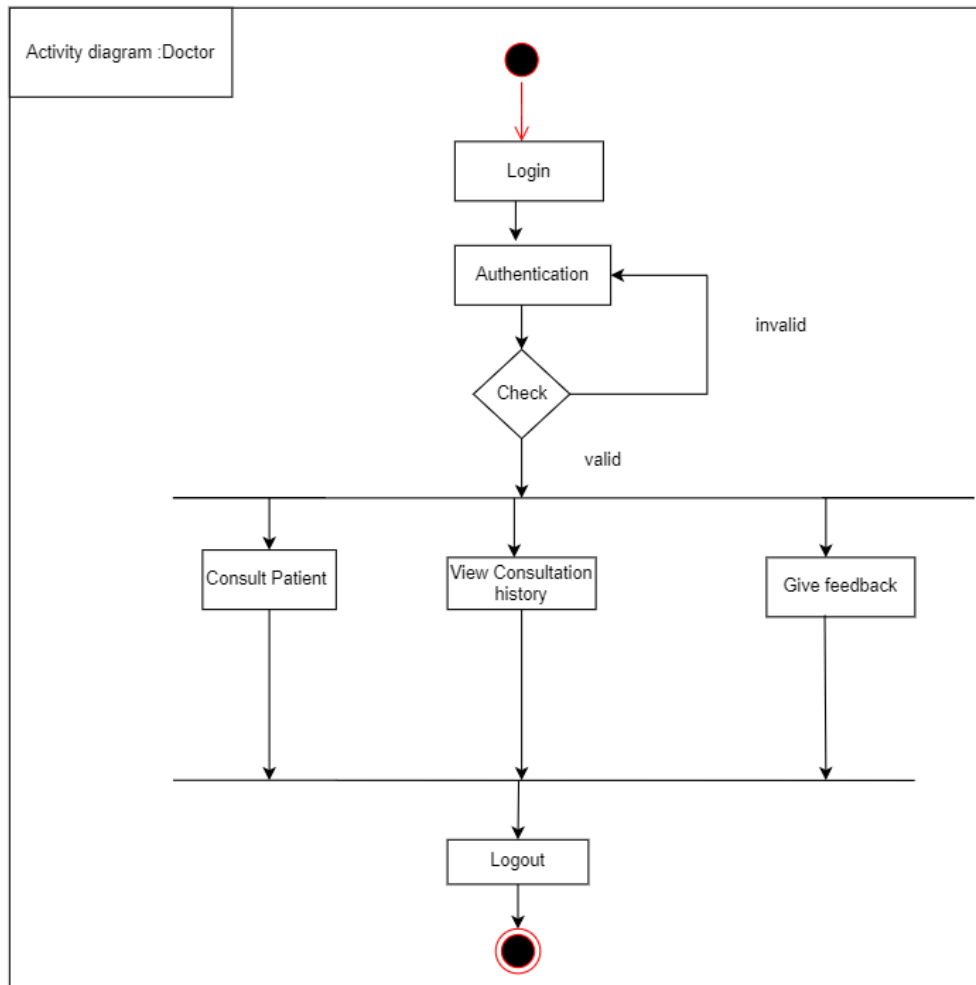 Activity diagram :Doctor
Login
Authentication
invalid
Check
valid
Consult Patient
View Consultation
history
Give feedback
Logout